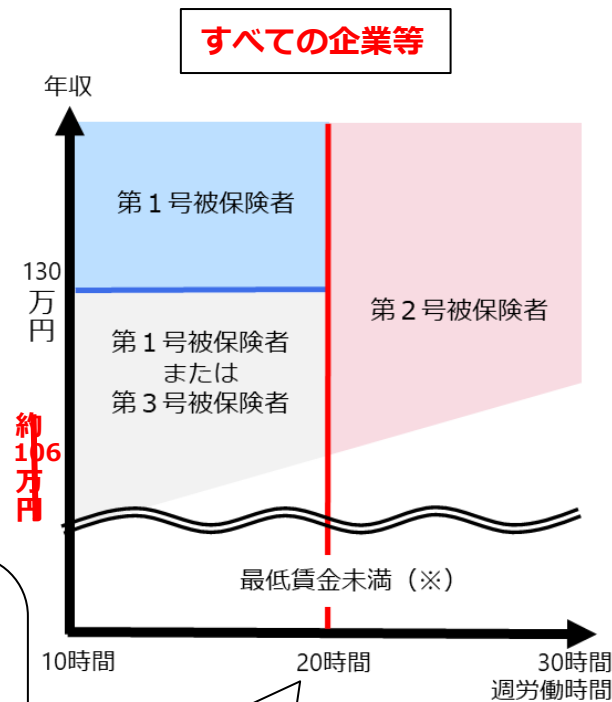 すべての企業等
年収
第１号被保険者
130
万
円
第２号被保険者
第１号被保険者
または
第３号被保険者
約
106
万
円
最低賃金未満（※）
10時間
20時間
30時間
週労働時間